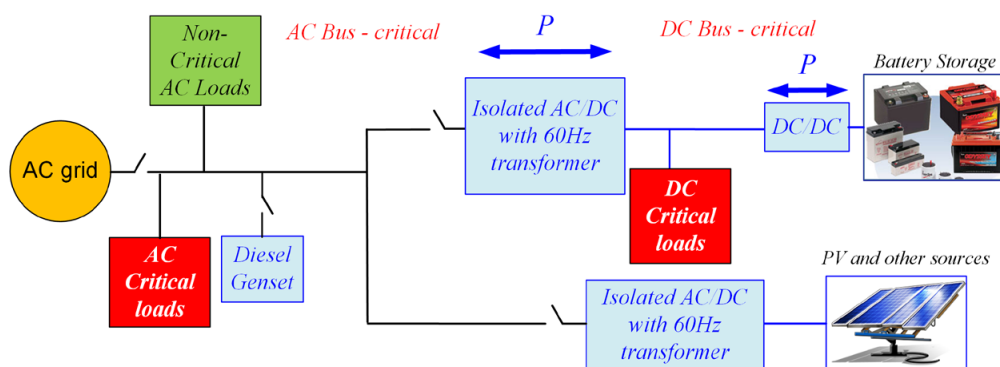 Non-
Critical
AC Loads
AC Bus - critical
P
DC Bus - critical
P
Battery Storage
Isolated AC/DC
with 60Hz
transformer
DC/DC
AC grid
DC
Critical
loads
AC
Critical
loads
Diesel
Genset
PV and other sources
Isolated AC/DC
with 60Hz
transformer